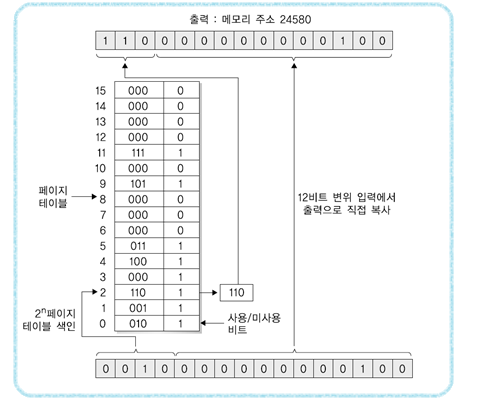 출력 : 메모리 주소 24580
1 1 0 0 0 0 0 0 0 0 0 0 1 0 0
15 000 0
14 000 0
13 000 0
12 000 0
11 111 1
10 000 0
9 101 1
8 000 0
7 000 0
6 000 0
5 011 1
4 100 1
3 000 1
2 110 1
1 001 1
0 010 1
페이지
테이블
12비트 변위 입력에서
출력으로 직접 복사
110
2ⁿ페이지
테이블 색인
사용/미사용
비트
0 0 1 0 0 0 0 0 0 0 0 0 0 1 0 0